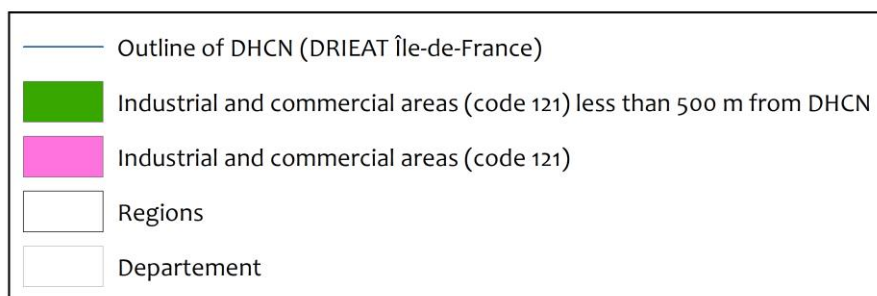 Outline of DHCN (DRIEAT Île-de-France)
Industrial and commercial areas (code 121) less than 500 m from DHCN
Industrial and commercial areas (code 121)
Regions
Departement